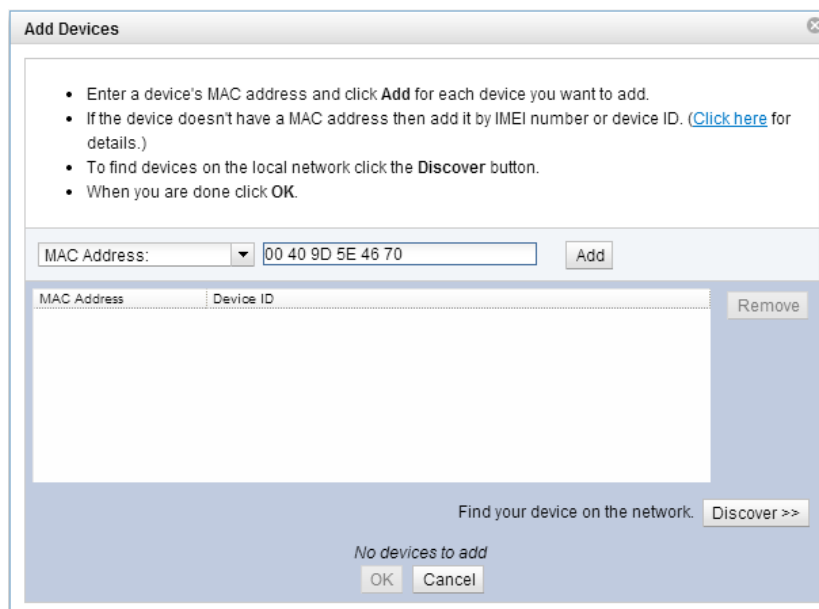 Add Devices
• Enter a device's MAC address and click Add for each device you want to add.
• If the device doesn't have a MAC address then add it by IMEI number or device ID. (Click here for
details.)
• To find devices on the local network click the Discover button.
• When you are done click OK.
MAC Address: 00 40 9D 5E 46 70 Add
MAC Address Device ID
Remove
Find your device on the network. Discover >>
No devices to add
OK Cancel